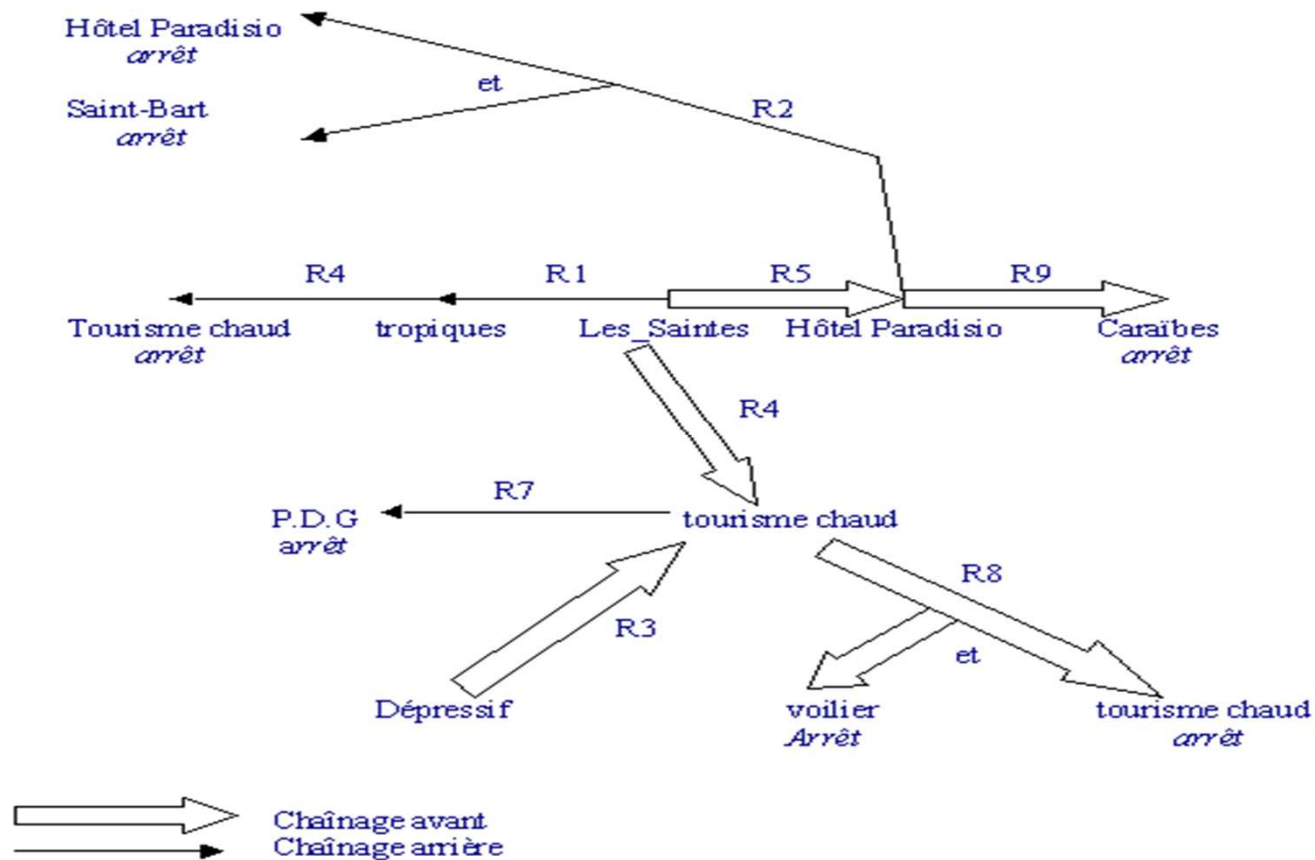 Hôtel Paradisio
arrêt
et
Saint-Bart
arrêt
R2
R4
R1
R5
R9
Tourisme chaud
arrêt
tropiques
Les_Saintes
Hôtel Paradisio
Caraïbes
arrêt
R4
R7
P.D.G
arrêt
tourisme chaud
R8
R3
et
Dépressif
voilier
Arrêt
tourisme chaud
arrêt
Chaînage avant
Chaînage arrière